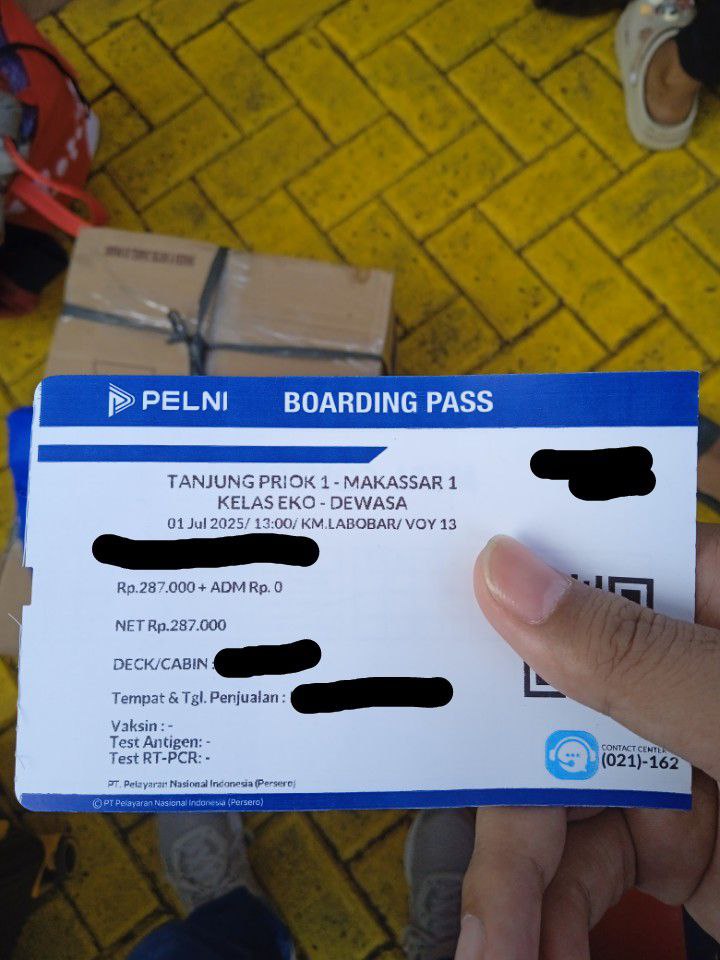 PELNI BOARDING PASS
TANJUNG PRIOK 1 - MAKASSAR 1
KELAS EKO - DEWASA
01 Jul 2025/ 13:00/ KM.LABOBAR/ VOY 13
Rp.287.000 + ADM Rp. 0
NET Rp.287.000
DECK/CABIN :
Tempat & Tgl. Penjualan :
Vaksin : -
Test Antigen: -
Test RT-PCR: -
CONTACT CENTER
(021)-162
PT. Pelayaran Nasional Indonesia (Persero)
© PT Pelayaran Nasional Indonesia (Persero)